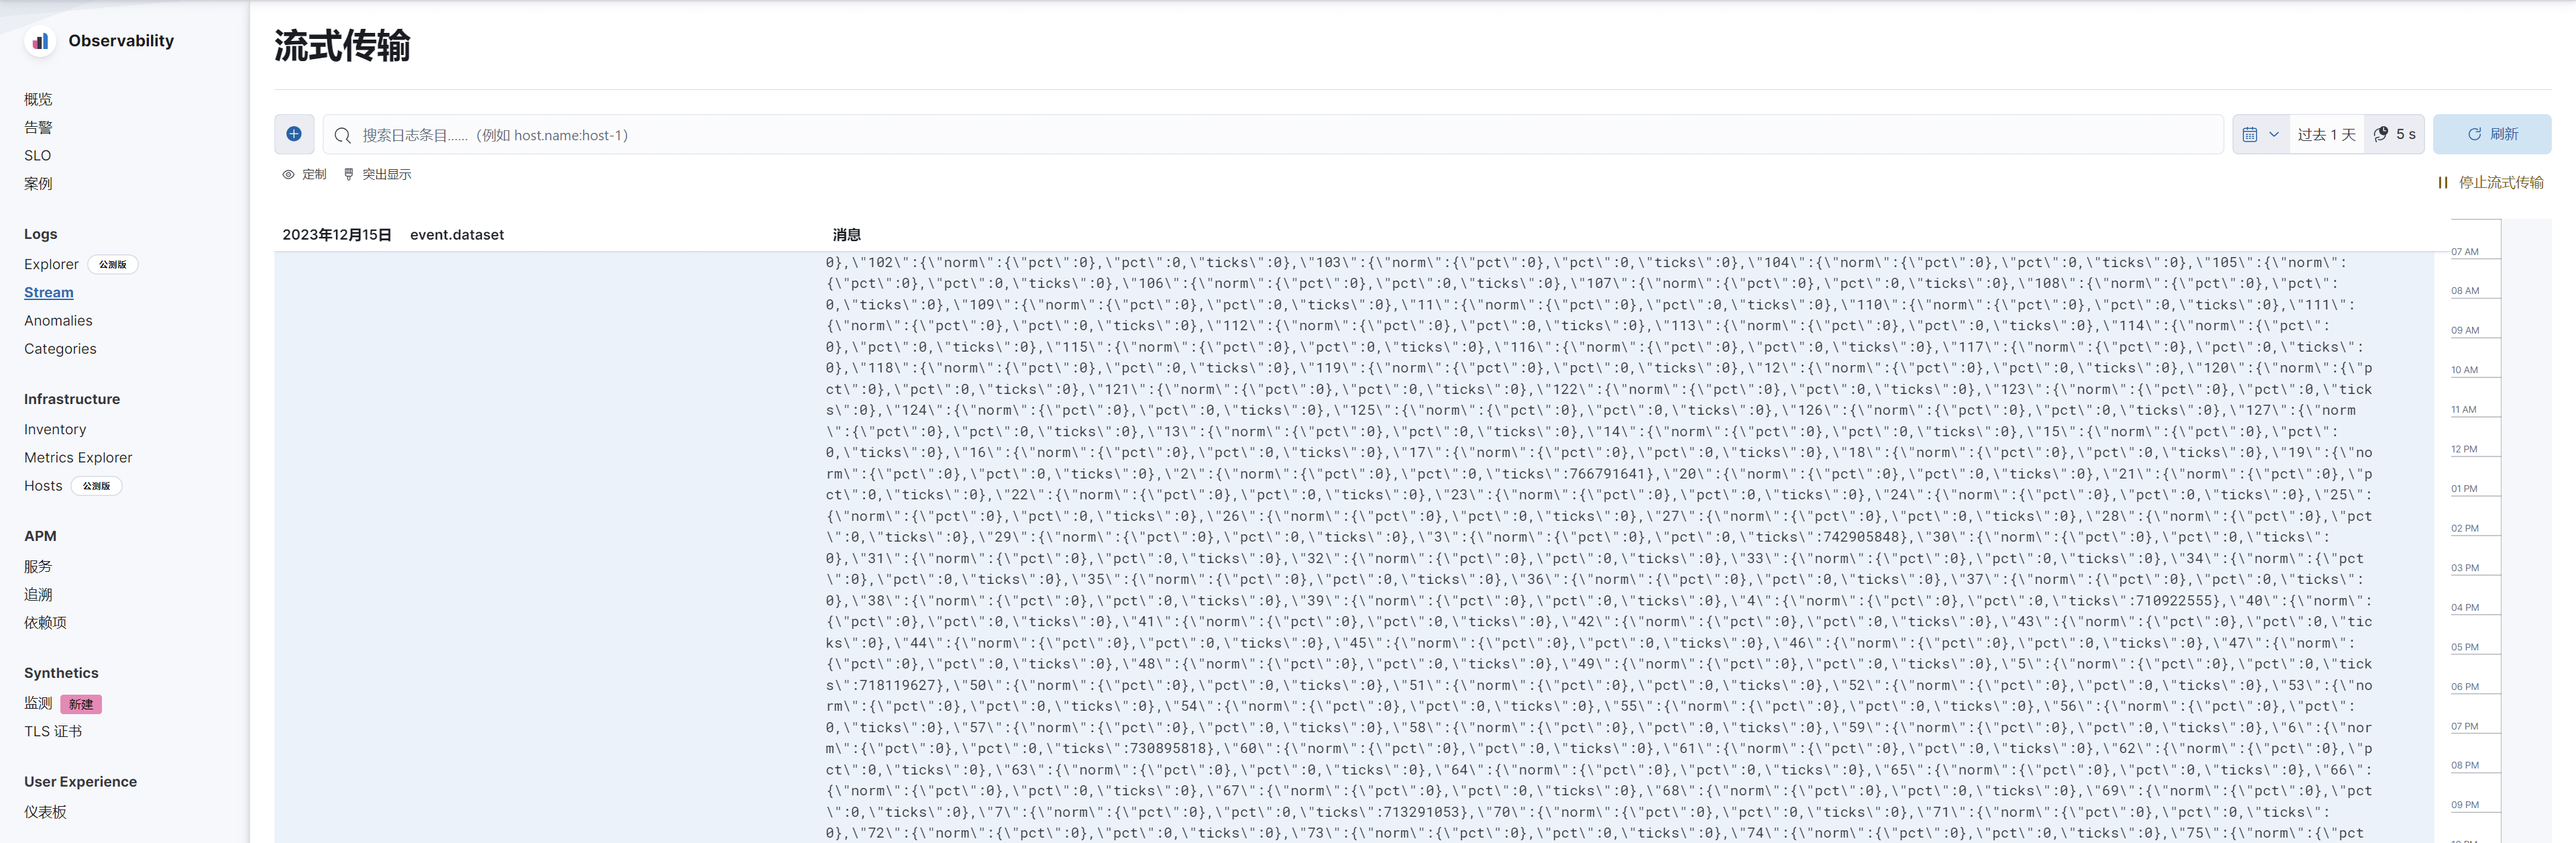 Observability
概览
告警
SLO
案例
Logs
Explorer 公测版
Stream
Anomalies
Categories
Infrastructure
Inventory
Metrics Explorer
Hosts 公测版
APM
服务
追溯
依赖项
Synthetics
监测 新建
TLS 证书
User Experience
仪表板
流式传输
搜索日志条目......（例如 host.name:host-1）
过去 1 天
5 s
刷新
定制 突出显示
停止流式传输
2023年12月15日 event.dataset 消息
0},\"102\":{\"norm\":{\"pct\":0},\"pct\":0,\"ticks\":0},\"103\":{\"norm\":{\"pct\":0},\"pct\":0,\"ticks\":0},\"104\":{\"norm\":{\"pct\":0},\"pct\":0,\"ticks\":0},\"105\":{\"norm\":
{\"pct\":0},\"pct\":0,\"ticks\":0},\"106\":{\"norm\":{\"pct\":0},\"pct\":0,\"ticks\":0},\"107\":{\"norm\":{\"pct\":0},\"pct\":0,\"ticks\":0},\"108\":{\"norm\":{\"pct\":0},\"pct\":
0,\"ticks\":0},\"109\":{\"norm\":{\"pct\":0},\"pct\":0,\"ticks\":0},\"11\":{\"norm\":{\"pct\":0},\"pct\":0,\"ticks\":0},\"110\":{\"norm\":{\"pct\":0},\"pct\":0,\"ticks\":0},\"111\":
{\"norm\":{\"pct\":0},\"pct\":0,\"ticks\":0},\"112\":{\"norm\":{\"pct\":0},\"pct\":0,\"ticks\":0},\"113\":{\"norm\":{\"pct\":0},\"pct\":0,\"ticks\":0},\"114\":{\"norm\":{\"pct\":
0},\"pct\":0,\"ticks\":0},\"115\":{\"norm\":{\"pct\":0},\"pct\":0,\"ticks\":0},\"116\":{\"norm\":{\"pct\":0},\"pct\":0,\"ticks\":0},\"117\":{\"norm\":{\"pct\":0},\"pct\":0,\"ticks\":
0},\"118\":{\"norm\":{\"pct\":0},\"pct\":0,\"ticks\":0},\"119\":{\"norm\":{\"pct\":0},\"pct\":0,\"ticks\":0},\"12\":{\"norm\":{\"pct\":0},\"pct\":0,\"ticks\":0},\"120\":{\"norm\":{\"p
ct\":0},\"pct\":0,\"ticks\":0},\"121\":{\"norm\":{\"pct\":0},\"pct\":0,\"ticks\":0},\"122\":{\"norm\":{\"pct\":0},\"pct\":0,\"ticks\":0},\"123\":{\"norm\":{\"pct\":0},\"pct\":0,\"tick
s\":0},\"124\":{\"norm\":{\"pct\":0},\"pct\":0,\"ticks\":0},\"125\":{\"norm\":{\"pct\":0},\"pct\":0,\"ticks\":0},\"126\":{\"norm\":{\"pct\":0},\"pct\":0,\"ticks\":0},\"127\":{\"norm
\":{\"pct\":0},\"pct\":0,\"ticks\":0},\"13\":{\"norm\":{\"pct\":0},\"pct\":0,\"ticks\":0},\"14\":{\"norm\":{\"pct\":0},\"pct\":0,\"ticks\":0},\"15\":{\"norm\":{\"pct\":0},\"pct\":
0,\"ticks\":0},\"16\":{\"norm\":{\"pct\":0},\"pct\":0,\"ticks\":0},\"17\":{\"norm\":{\"pct\":0},\"pct\":0,\"ticks\":0},\"18\":{\"norm\":{\"pct\":0},\"pct\":0,\"ticks\":0},\"19\":{\"no
rm\":{\"pct\":0},\"pct\":0,\"ticks\":0},\"2\":{\"norm\":{\"pct\":0},\"pct\":0,\"ticks\":766791641},\"20\":{\"norm\":{\"pct\":0},\"pct\":0,\"ticks\":0},\"21\":{\"norm\":{\"pct\":0},\"p
ct\":0,\"ticks\":0},\"22\":{\"norm\":{\"pct\":0},\"pct\":0,\"ticks\":0},\"23\":{\"norm\":{\"pct\":0},\"pct\":0,\"ticks\":0},\"24\":{\"norm\":{\"pct\":0},\"pct\":0,\"ticks\":0},\"25\":
{\"norm\":{\"pct\":0},\"pct\":0,\"ticks\":0},\"26\":{\"norm\":{\"pct\":0},\"pct\":0,\"ticks\":0},\"27\":{\"norm\":{\"pct\":0},\"pct\":0,\"ticks\":0},\"28\":{\"norm\":{\"pct\":0},\"pct
\":0,\"ticks\":0},\"29\":{\"norm\":{\"pct\":0},\"pct\":0,\"ticks\":0},\"3\":{\"norm\":{\"pct\":0},\"pct\":0,\"ticks\":742905848},\"30\":{\"norm\":{\"pct\":0},\"pct\":0,\"ticks\":
0},\"31\":{\"norm\":{\"pct\":0},\"pct\":0,\"ticks\":0},\"32\":{\"norm\":{\"pct\":0},\"pct\":0,\"ticks\":0},\"33\":{\"norm\":{\"pct\":0},\"pct\":0,\"ticks\":0},\"34\":{\"norm\":{\"pct
\":0},\"pct\":0,\"ticks\":0},\"35\":{\"norm\":{\"pct\":0},\"pct\":0,\"ticks\":0},\"36\":{\"norm\":{\"pct\":0},\"pct\":0,\"ticks\":0},\"37\":{\"norm\":{\"pct\":0},\"pct\":0,\"ticks\":
0},\"38\":{\"norm\":{\"pct\":0},\"pct\":0,\"ticks\":0},\"39\":{\"norm\":{\"pct\":0},\"pct\":0,\"ticks\":0},\"4\":{\"norm\":{\"pct\":0},\"pct\":0,\"ticks\":710922555},\"40\":{\"norm\":
{\"pct\":0},\"pct\":0,\"ticks\":0},\"41\":{\"norm\":{\"pct\":0},\"pct\":0,\"ticks\":0},\"42\":{\"norm\":{\"pct\":0},\"pct\":0,\"ticks\":0},\"43\":{\"norm\":{\"pct\":0},\"pct\":0,\"tic
ks\":0},\"44\":{\"norm\":{\"pct\":0},\"pct\":0,\"ticks\":0},\"45\":{\"norm\":{\"pct\":0},\"pct\":0,\"ticks\":0},\"46\":{\"norm\":{\"pct\":0},\"pct\":0,\"ticks\":0},\"47\":{\"norm\":
{\"pct\":0},\"pct\":0,\"ticks\":0},\"48\":{\"norm\":{\"pct\":0},\"pct\":0,\"ticks\":0},\"49\":{\"norm\":{\"pct\":0},\"pct\":0,\"ticks\":0},\"5\":{\"norm\":{\"pct\":0},\"pct\":0,\"tick
s\":718119627},\"50\":{\"norm\":{\"pct\":0},\"pct\":0,\"ticks\":0},\"51\":{\"norm\":{\"pct\":0},\"pct\":0,\"ticks\":0},\"52\":{\"norm\":{\"pct\":0},\"pct\":0,\"ticks\":0},\"53\":{\"no
rm\":{\"pct\":0},\"pct\":0,\"ticks\":0},\"54\":{\"norm\":{\"pct\":0},\"pct\":0,\"ticks\":0},\"55\":{\"norm\":{\"pct\":0},\"pct\":0,\"ticks\":0},\"56\":{\"norm\":{\"pct\":0},\"pct\":
0,\"ticks\":0},\"57\":{\"norm\":{\"pct\":0},\"pct\":0,\"ticks\":0},\"58\":{\"norm\":{\"pct\":0},\"pct\":0,\"ticks\":0},\"59\":{\"norm\":{\"pct\":0},\"pct\":0,\"ticks\":0},\"6\":{\"nor
m\":{\"pct\":0},\"pct\":0,\"ticks\":730895818},\"60\":{\"norm\":{\"pct\":0},\"pct\":0,\"ticks\":0},\"61\":{\"norm\":{\"pct\":0},\"pct\":0,\"ticks\":0},\"62\":{\"norm\":{\"pct\":0},\"p
ct\":0,\"ticks\":0},\"63\":{\"norm\":{\"pct\":0},\"pct\":0,\"ticks\":0},\"64\":{\"norm\":{\"pct\":0},\"pct\":0,\"ticks\":0},\"65\":{\"norm\":{\"pct\":0},\"pct\":0,\"ticks\":0},\"66\":
{\"norm\":{\"pct\":0},\"pct\":0,\"ticks\":0},\"67\":{\"norm\":{\"pct\":0},\"pct\":0,\"ticks\":0},\"68\":{\"norm\":{\"pct\":0},\"pct\":0,\"ticks\":0},\"69\":{\"norm\":{\"pct\":0},\"pct
\":0,\"ticks\":0},\"7\":{\"norm\":{\"pct\":0},\"pct\":0,\"ticks\":713291053},\"70\":{\"norm\":{\"pct\":0},\"pct\":0,\"ticks\":0},\"71\":{\"norm\":{\"pct\":0},\"pct\":0,\"ticks\":
0},\"72\":{\"norm\":{\"pct\":0},\"pct\":0,\"ticks\":0},\"73\":{\"norm\":{\"pct\":0},\"pct\":0,\"ticks\":0},\"74\":{\"norm\":{\"pct\":0},\"pct\":0,\"ticks\":0},\"75\":{\"norm\":{\"pct
07 AM
08 AM
09 AM
10 AM
11 AM
12 PM
01 PM
02 PM
03 PM
04 PM
05 PM
06 PM
07 PM
08 PM
09 PM